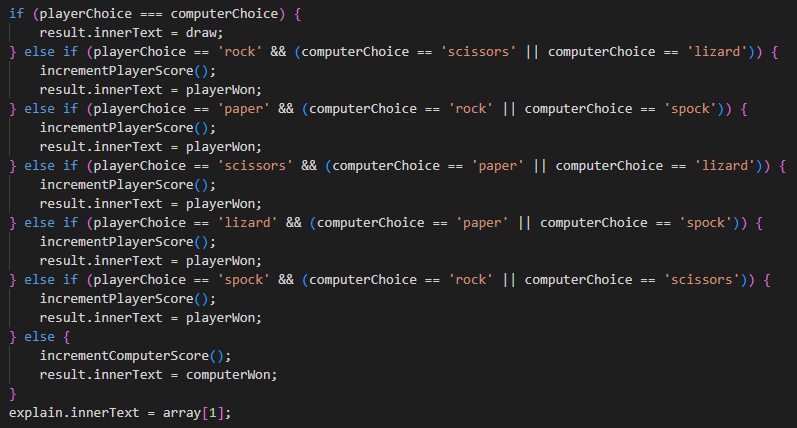 if (playerChoice === computerChoice) {
    result.innerText = draw;
} else if (playerChoice == 'rock' && (computerChoice == 'scissors' || computerChoice == 'lizard')) {
    incrementPlayerScore();
    result.innerText = playerWon;
} else if (playerChoice == 'paper' && (computerChoice == 'rock' || computerChoice == 'spock')) {
    incrementPlayerScore();
    result.innerText = playerWon;
} else if (playerChoice == 'scissors' && (computerChoice == 'paper' || computerChoice == 'lizard')) {
    incrementPlayerScore();
    result.innerText = playerWon;
} else if (playerChoice == 'lizard' && (computerChoice == 'paper' || computerChoice == 'spock')) {
    incrementPlayerScore();
    result.innerText = playerWon;
} else if (playerChoice == 'spock' && (computerChoice == 'rock' || computerChoice == 'scissors')) {
    incrementPlayerScore();
    result.innerText = playerWon;
} else {
    incrementComputerScore();
    result.innerText = computerWon;
}
explain.innerText = array[1];